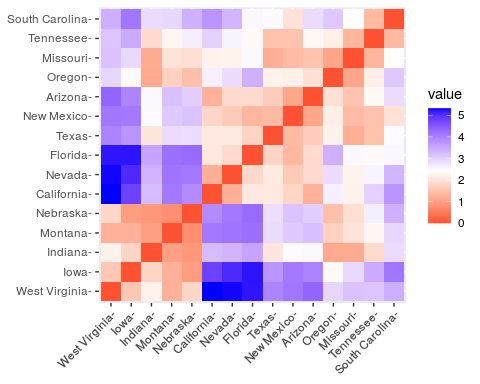 South Carolina-
Tennessee-
Missouri-
Oregon-
Arizona-
New Mexico-
Texas-
Florida-
Nevada-
California-
Nebraska-
Montana-
Indiana-
Iowa-
West Virginia-
value
5
4
3
2
1
0
West Virginia-
Iowa-
Indiana-
Montana-
Nebraska-
California-
Nevada-
Florida-
Texas-
New Mexico-
Arizona-
Oregon-
Missouri-
Tennessee-
South Carolina-